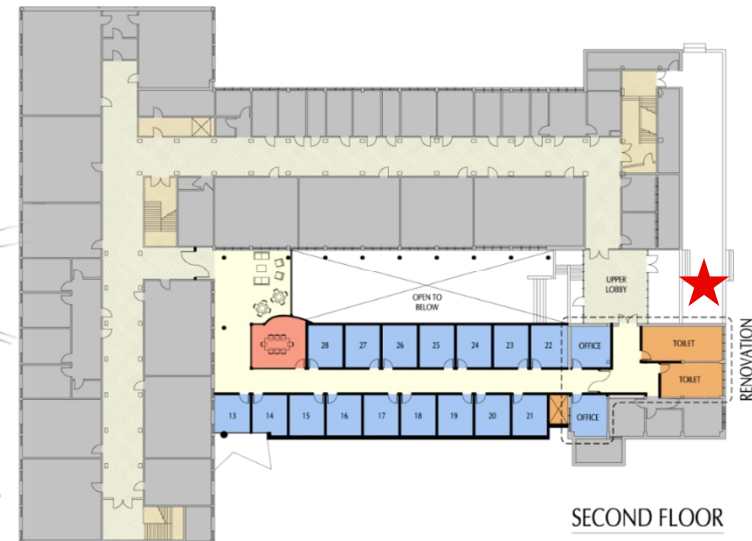 UPPER
LOBBY
OPEN TO
BELOW
28
27
26
25
24
23
22
OFFICE
TOILET
TOILET
RENOVATION
13
14
15
16
17
18
19
20
21
OFFICE
SECOND FLOOR